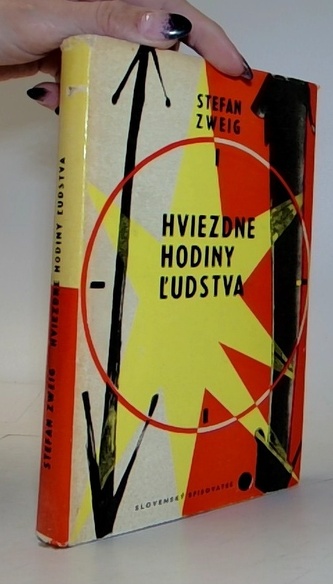 STEFAN
ZWEIG
HVIEZDNE
HODINY
ĽUDSTVA
SLOVENSKÝ SPISOVATEĽ
STEFAN ZWEIG HVIEZDNE HODINY ĽUDSTVA